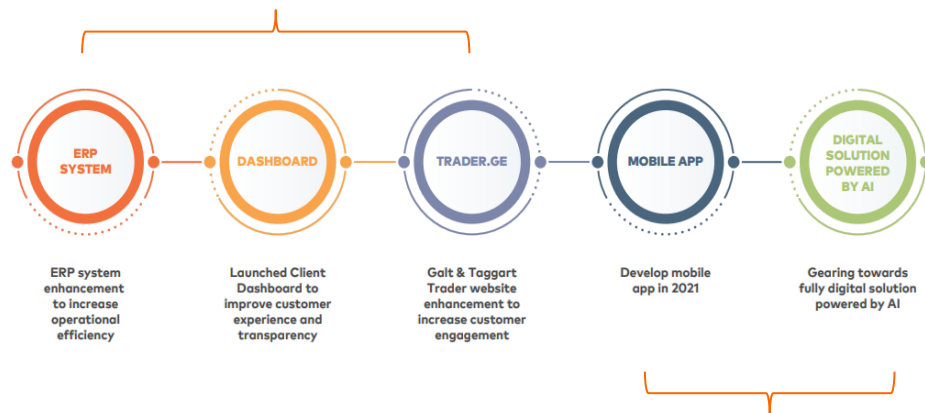 ERP
SYSTEM
DASHBOARD
TRADER.GE
MOBILE APP
DIGITAL
SOLUTION
POWERED
BY AI
ERP system
enhancement
to increase
operational
efficiency
Launched Client
Dashboard to
improve customer
experience and
transparency
Galt & Taggart
Trader website
enhancement to
increase customer
engagement
Develop mobile
app in 2021
Gearing towards
fully digital solution
powered by AI